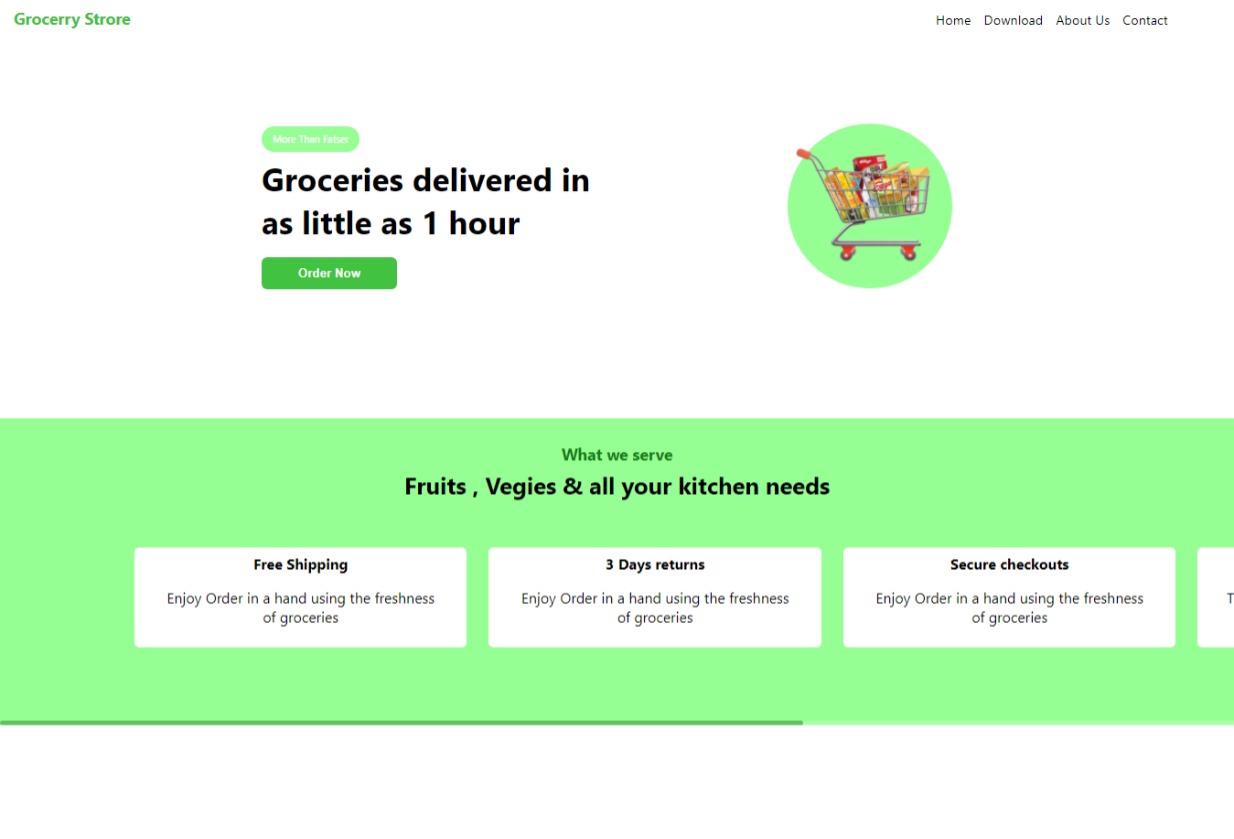 Grocerry Strore
Home Download About Us Contact
More Than Fatser
Groceries delivered in
as little as 1 hour
Order Now
What we serve
Fruits , Vegies & all your kitchen needs
Free Shipping
Enjoy Order in a hand using the freshness
of groceries
3 Days returns
Enjoy Order in a hand using the freshness
of groceries
Secure checkouts
Enjoy Order in a hand using the freshness
of groceries
T